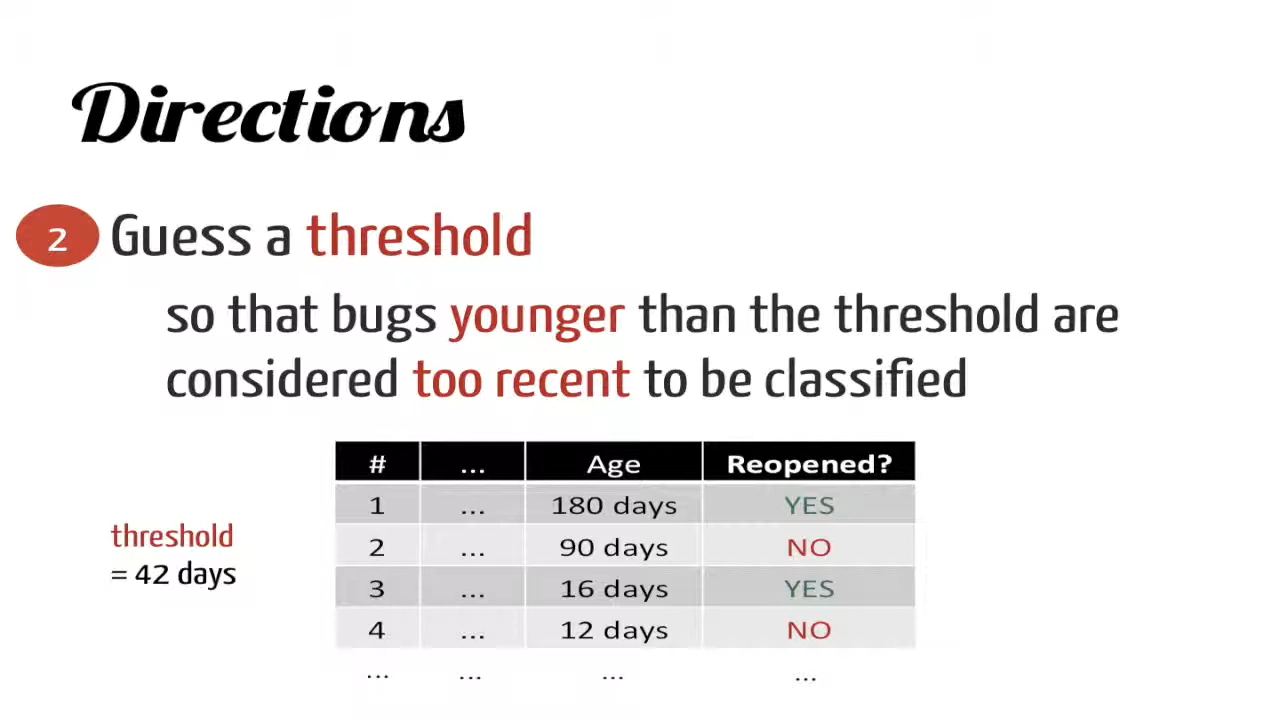 Directions
2 Guess a threshold
so that bugs younger than the threshold are
considered too recent to be classified
threshold
= 42 days
# ... Age Reopened?
1 ... 180 days YES
2 ... 90 days NO
3 ... 16 days YES
4 ... 12 days NO
... ... ... ...